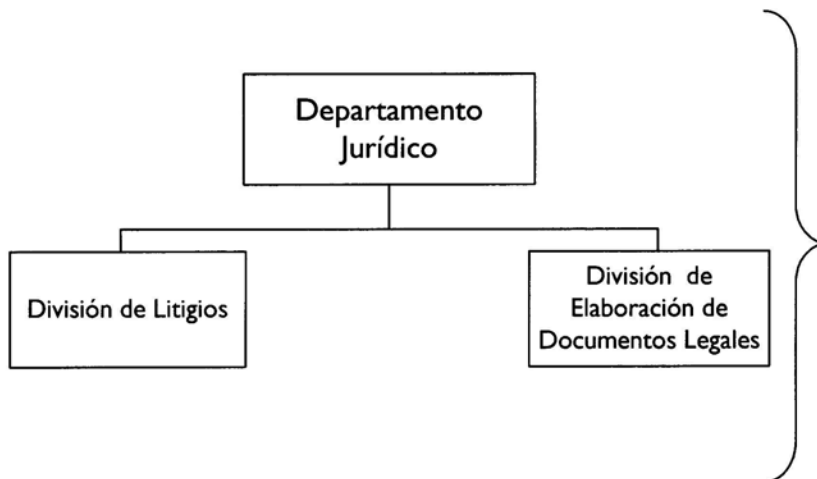 Departamento
Jurídico
División de Litigios
División de
Elaboración de
Documentos Legales